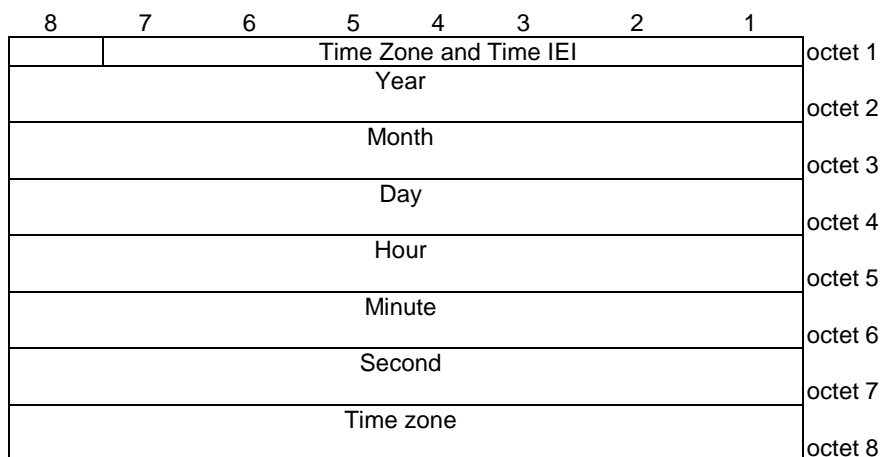 8 7 6 5 4 3 2 1
Time Zone and Time IEI octet 1
Year
octet 2
Month
octet 3
Day
octet 4
Hour
octet 5
Minute
octet 6
Second
octet 7
Time zone
octet 8